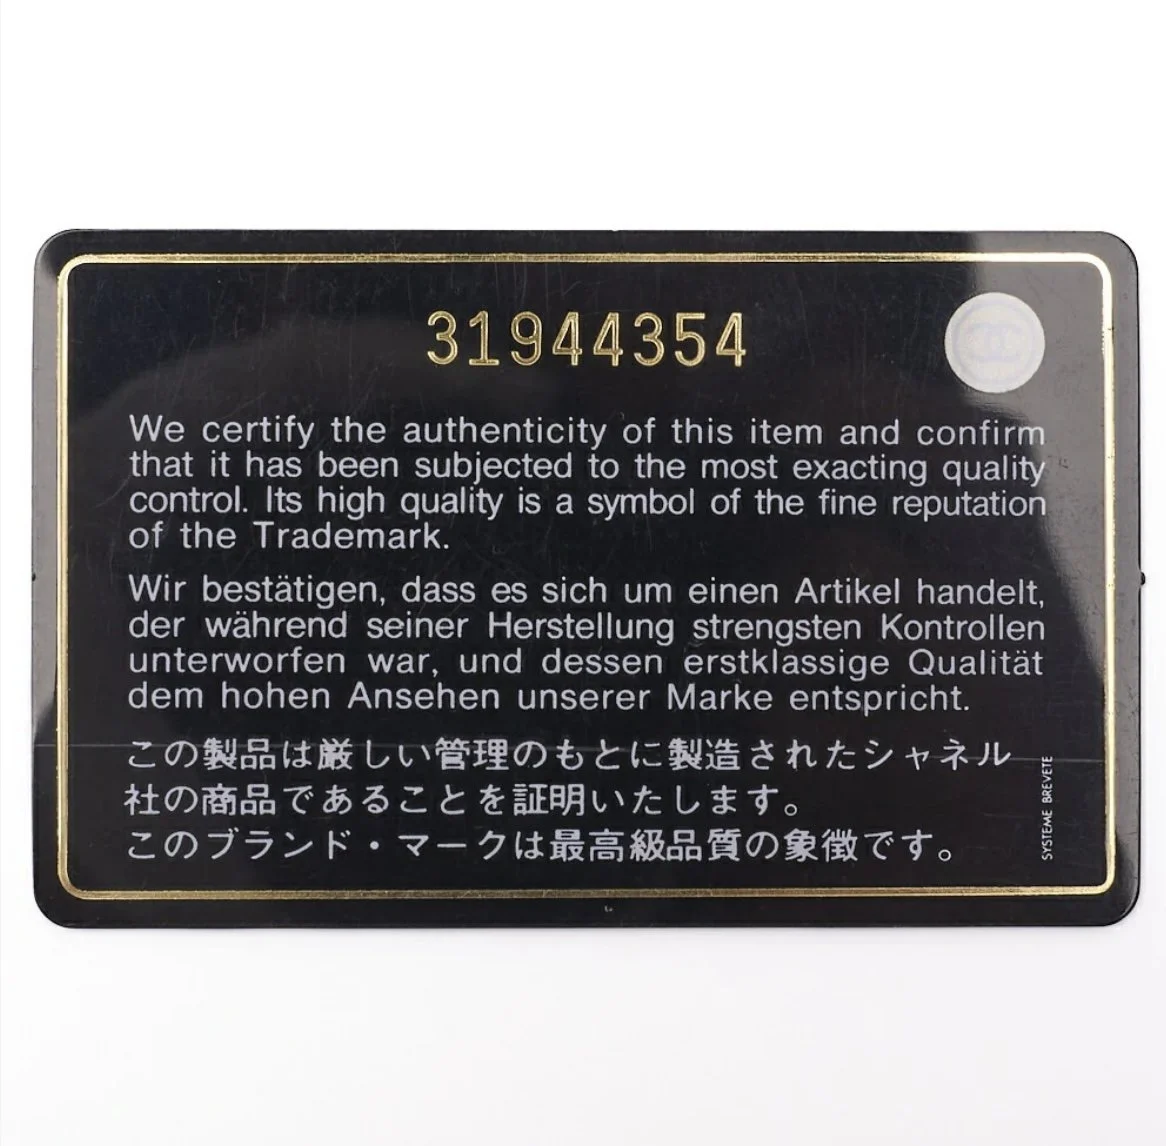 31944354
We certify the authenticity of this item and confirm
that it has been subjected to the most exacting quality
control. Its high quality is a symbol of the fine reputation
of the Trademark.
Wir bestätigen, dass es sich um einen Artikel handelt,
der während seiner Herstellung strengsten Kontrollen
unterworfen war, und dessen erstklassige Qualität
dem hohen Ansehen unserer Marke entspricht.
この製品は厳しい管理のもとに製造されたシャネル
社の商品であることを証明いたします。
このブランド・マークは最高級品質の象徴です。
SYSTEME BREVETE